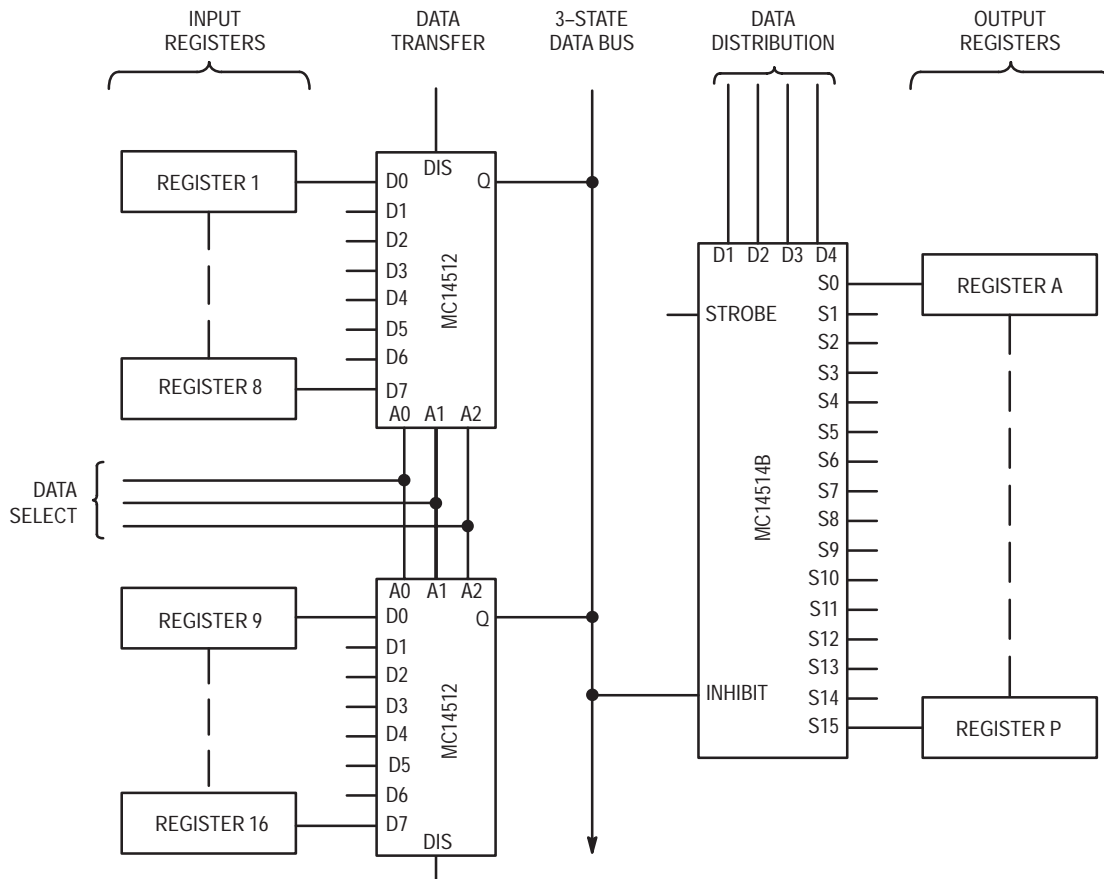 INPUT
REGISTERS
DATA
TRANSFER
3–STATE
DATA BUS
DATA
DISTRIBUTION
OUTPUT
REGISTERS
REGISTER 1
REGISTER 8
DIS
D0
Q
D1
D2
D3
D4
D5
D6
D7
A0 A1 A2
MC14512
DATA
SELECT
REGISTER 9
REGISTER 16
A0 A1 A2
D0
Q
D1
D2
D3
D4
D5
D6
D7
DIS
MC14512
D1 D2 D3 D4
STROBE
INHIBIT
MC14514B
S0
S1
S2
S3
S4
S5
S6
S7
S8
S9
S10
S11
S12
S13
S14
S15
REGISTER A
REGISTER P